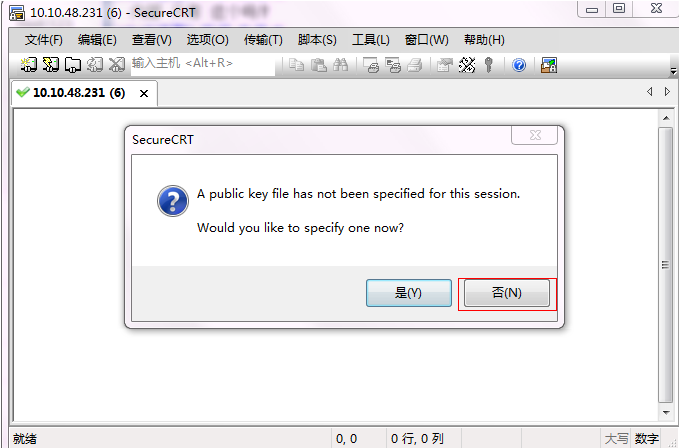 10.10.48.231 (6) - SecureCRT
文件(F) 编辑(E) 查看(V) 选项(O) 传输(T) 脚本(S) 工具(L) 窗口(W) 帮助(H)
输入主机 <Alt+R>
10.10.48.231 (6)
SecureCRT
A public key file has not been specified for this session.
Would you like to specify one now?
是(Y) 否(N)
就绪 0, 0 0 行, 0 列 大写 数字